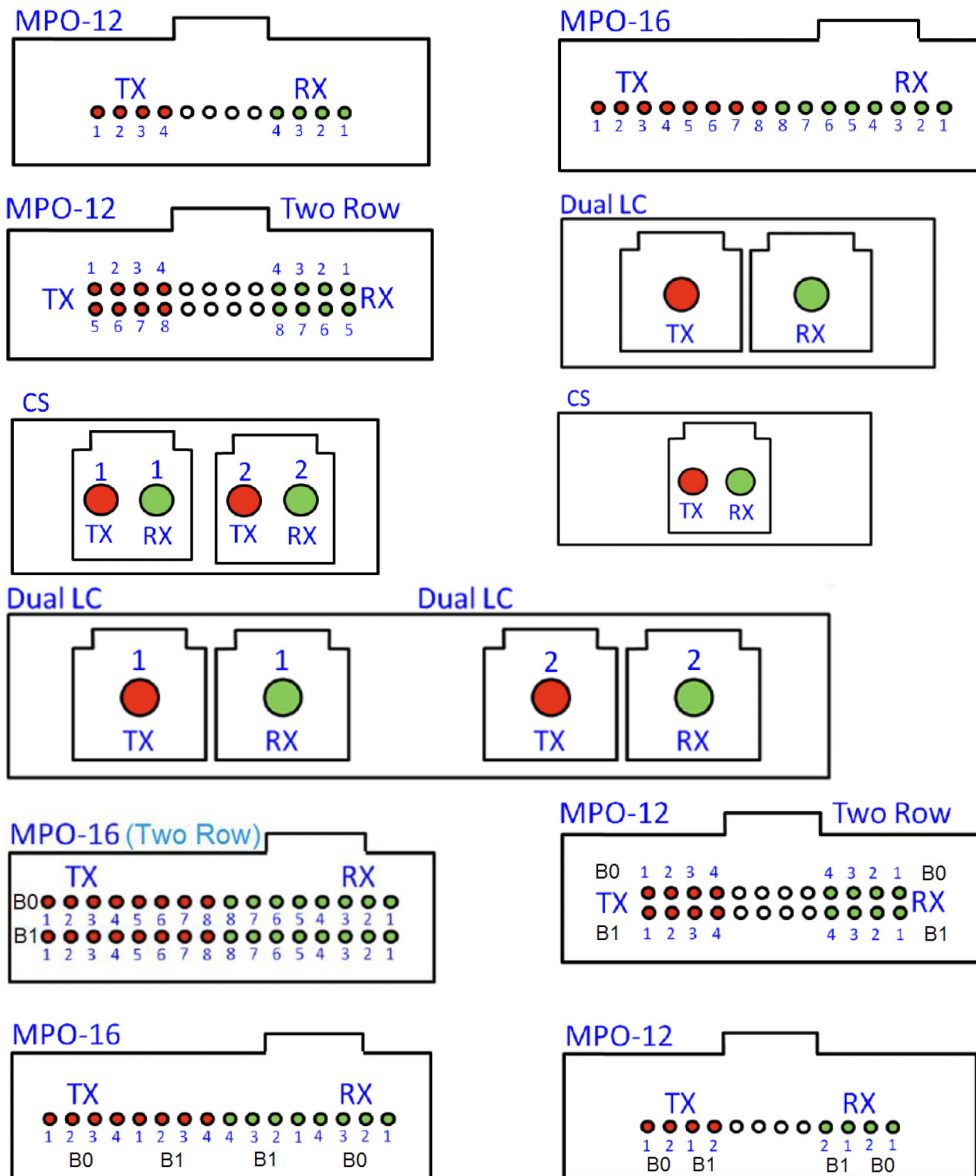 MPO-12
TX RX
1 2 3 4 4 3 2 1
MPO-16
TX RX
1 2 3 4 5 6 7 8 8 7 6 5 4 3 2 1
MPO-12 Two Row
1 2 3 4 4 3 2 1
TX RX
5 6 7 8 8 7 6 5
Dual LC
TX RX
CS
1 1 2 2
TX RX TX RX
CS
TX RX
Dual LC Dual LC
1 1 2 2
TX RX TX RX
MPO-16 (Two Row)
TX RX
B0
1 2 3 4 5 6 7 8 8 7 6 5 4 3 2 1
B1
1 2 3 4 5 6 7 8 8 7 6 5 4 3 2 1
MPO-12 Two Row
B0 1 2 3 4 4 3 2 1 B0
TX RX
B1 1 2 3 4 4 3 2 1 B1
MPO-16
TX RX
1 2 3 4 1 2 3 4 4 3 2 1 4 3 2 1
B0 B1 B1 B0
MPO-12
TX RX
1 2 1 2 2 1 2 1
B0 B1 B1 B0